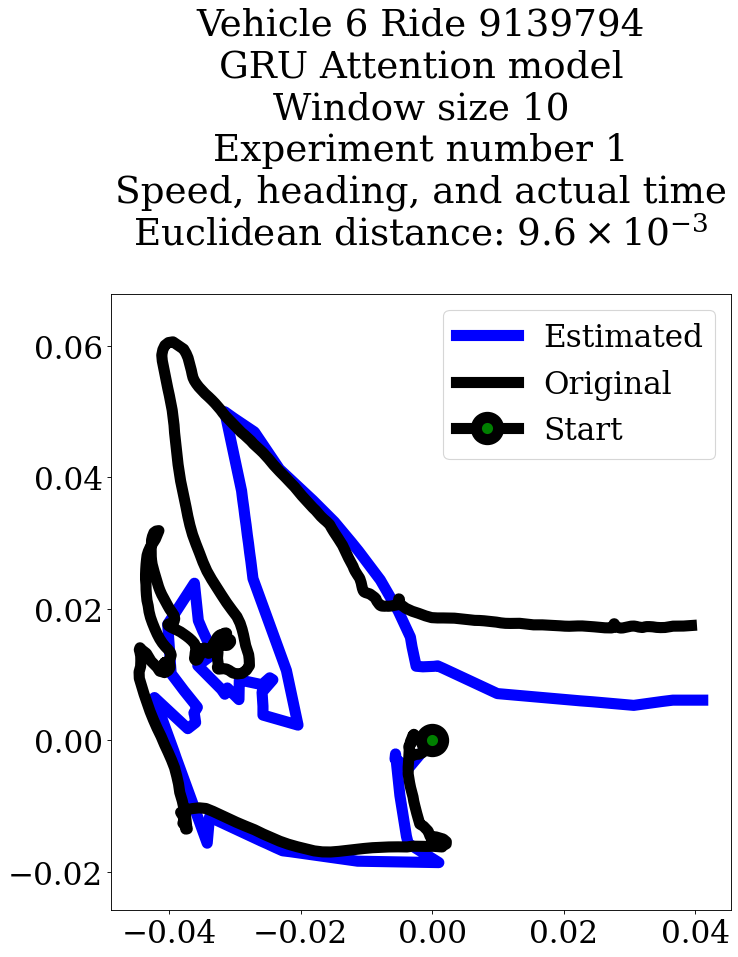 Vehicle 6 Ride 9139794
GRU Attention model
Window size 10
Experiment number 1
Speed, heading, and actual time
Euclidean distance: 9.6 × 10⁻³
Estimated
Original
Start
0.06
0.04
0.02
0.00
−0.02
−0.04 −0.02 0.00 0.02 0.04